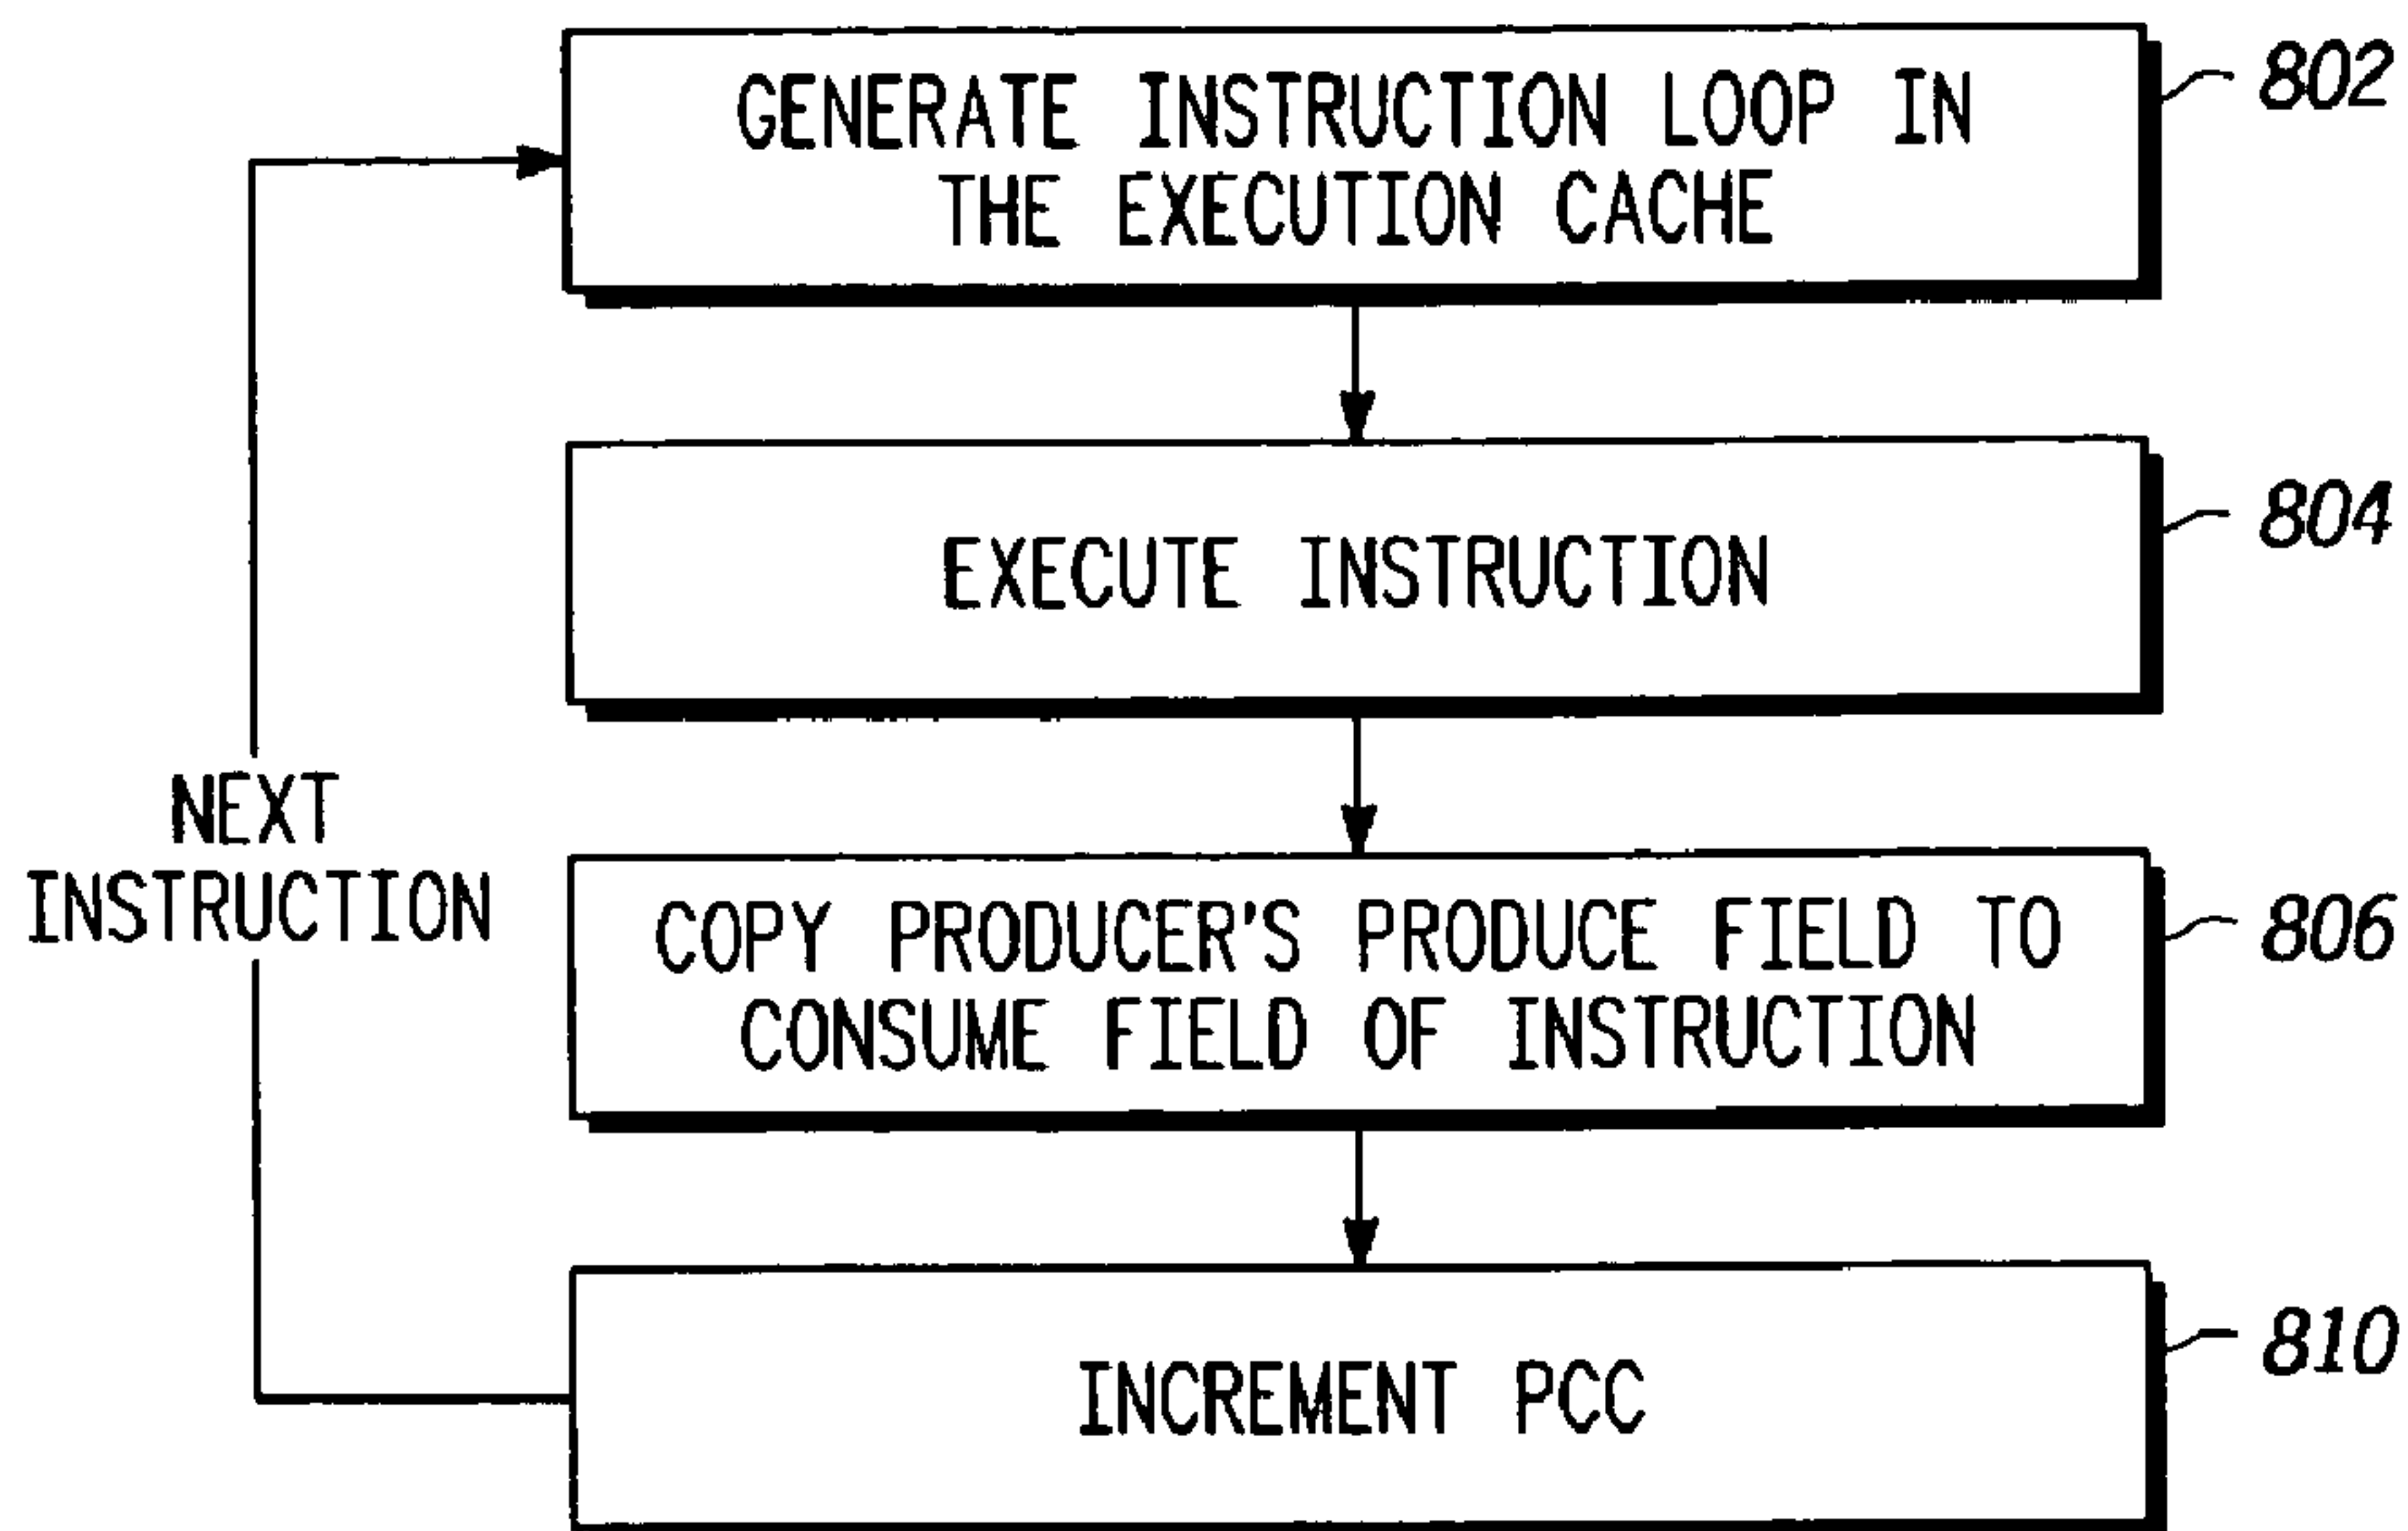 GENERATE INSTRUCTION LOOP IN
THE EXECUTION CACHE
802
EXECUTE INSTRUCTION
804
NEXT
INSTRUCTION
COPY PRODUCER'S PRODUCE FIELD TO
CONSUME FIELD OF INSTRUCTION
806
INCREMENT PCC
810